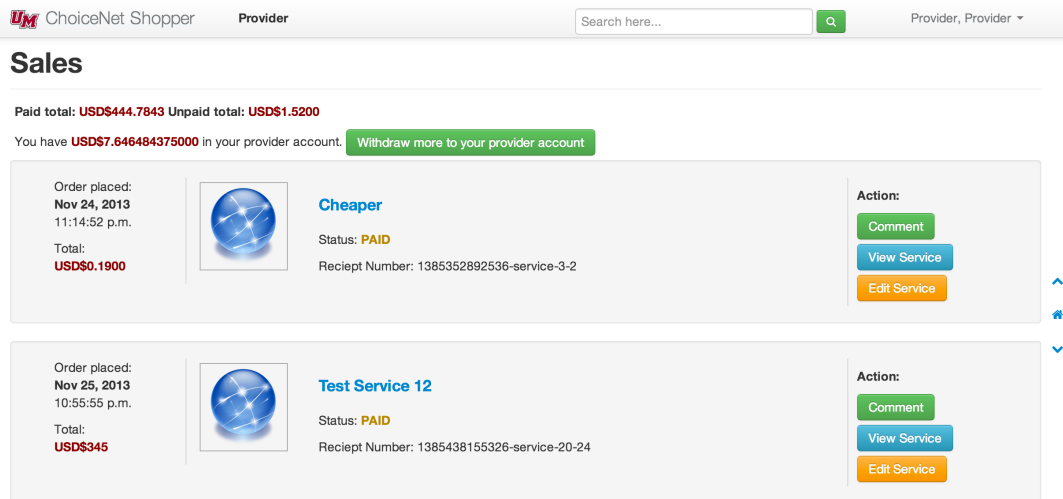 UM ChoiceNet Shopper Provider Search here... Provider, Provider
Sales
Paid total: USD$444.7843 Unpaid total: USD$1.5200
You have USD$7.646484375000 in your provider account. Withdraw more to your provider account
Order placed:
Nov 24, 2013
11:14:52 p.m.
Total:
USD$0.1900
Cheaper
Status: PAID
Reciept Number: 1385352892536-service-3-2
Action:
Comment
View Service
Edit Service
Order placed:
Nov 25, 2013
10:55:55 p.m.
Total:
USD$345
Test Service 12
Status: PAID
Reciept Number: 1385438155326-service-20-24
Action:
Comment
View Service
Edit Service